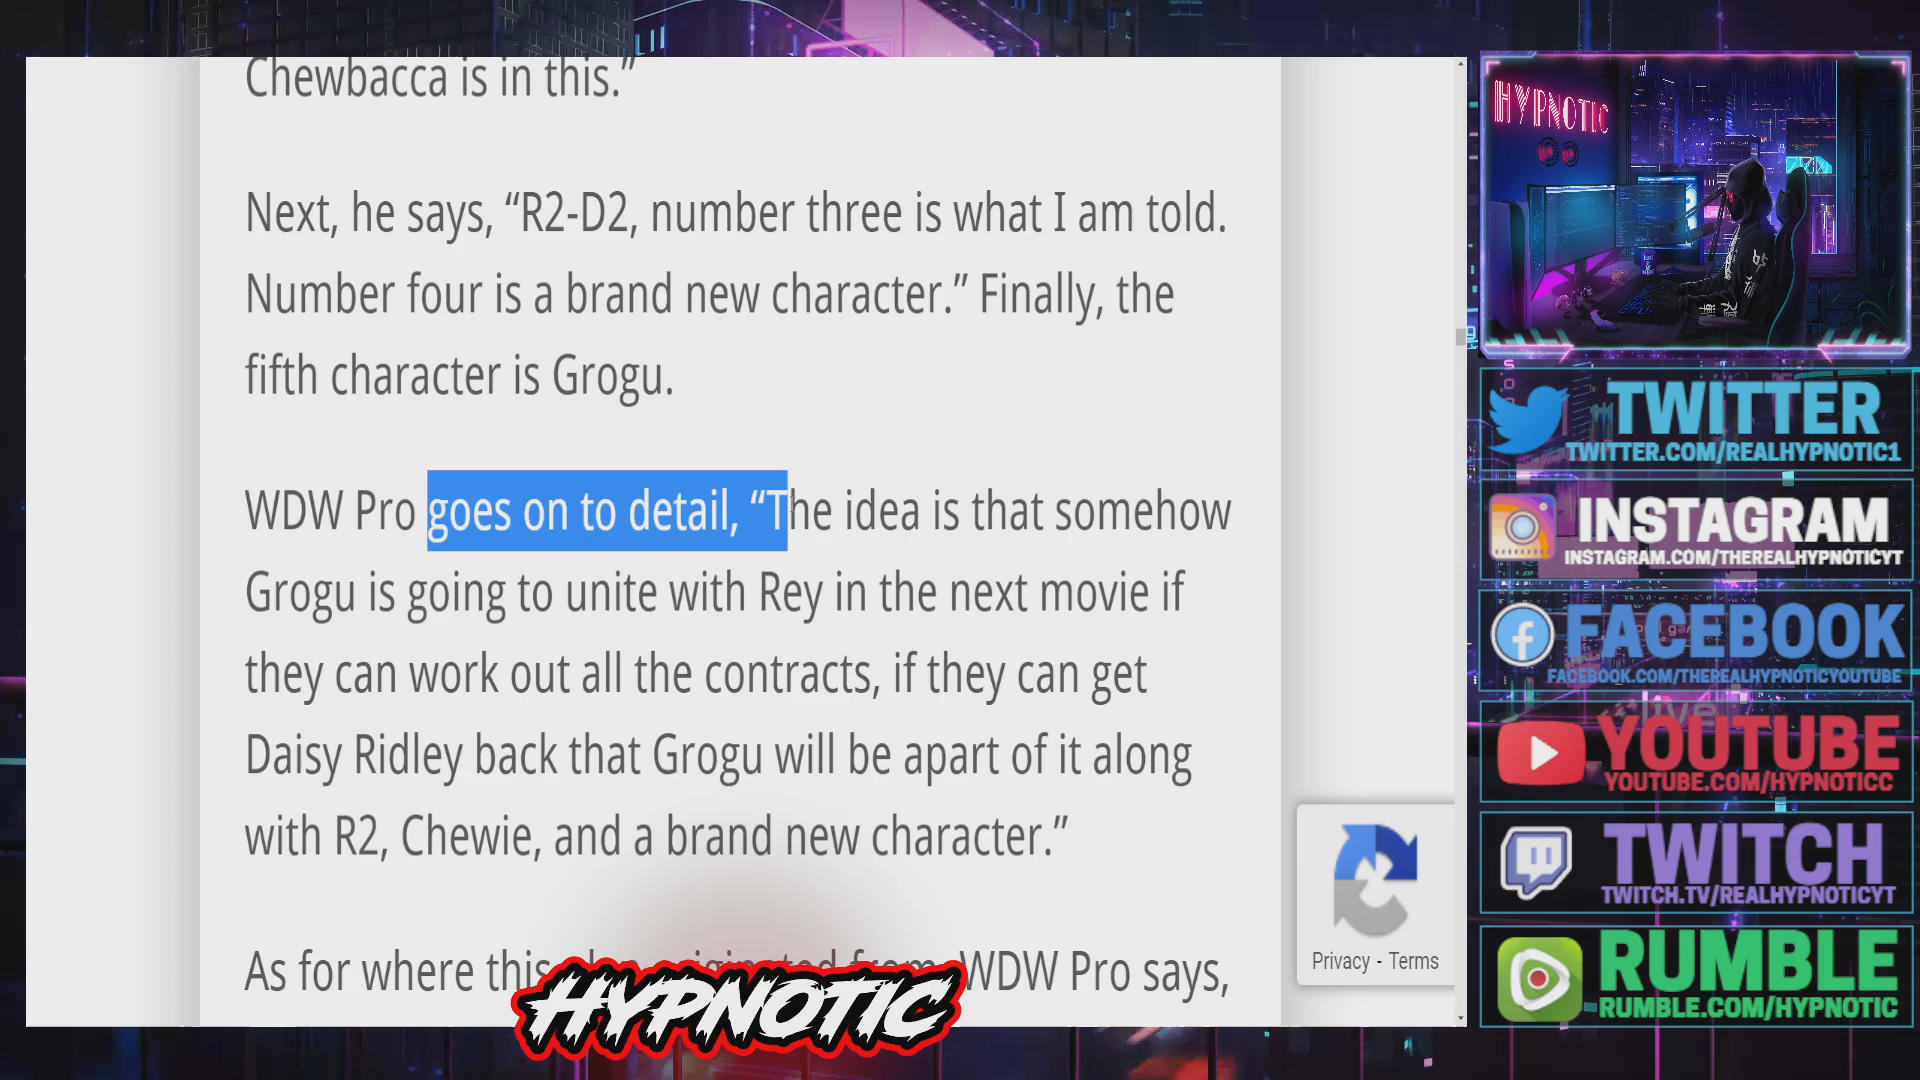 Chewbacca is in this.”
Next, he says, “R2-D2, number three is what I am told.
Number four is a brand new character.” Finally, the
fifth character is Grogu.
WDW Pro goes on to detail, “The idea is that somehow
Grogu is going to unite with Rey in the next movie if
they can work out all the contracts, if they can get
Daisy Ridley back that Grogu will be apart of it along
with R2, Chewie, and a brand new character.”
As for where this plan originated from, WDW Pro says,
HYPNOTIC
Privacy - Terms
HYPNOTIC
TWITTER
TWITTER.COM/REALHYPNOTIC1
INSTAGRAM
INSTAGRAM.COM/THEREALHYPNOTICYT
FACEBOOK
FACEBOOK.COM/THEREALHYPNOTICYOUTUBE
live
YOUTUBE
YOUTUBE.COM/HYPNOTICC
TWITCH
TWITCH.TV/REALHYPNOTICYT
RUMBLE
RUMBLE.COM/HYPNOTIC